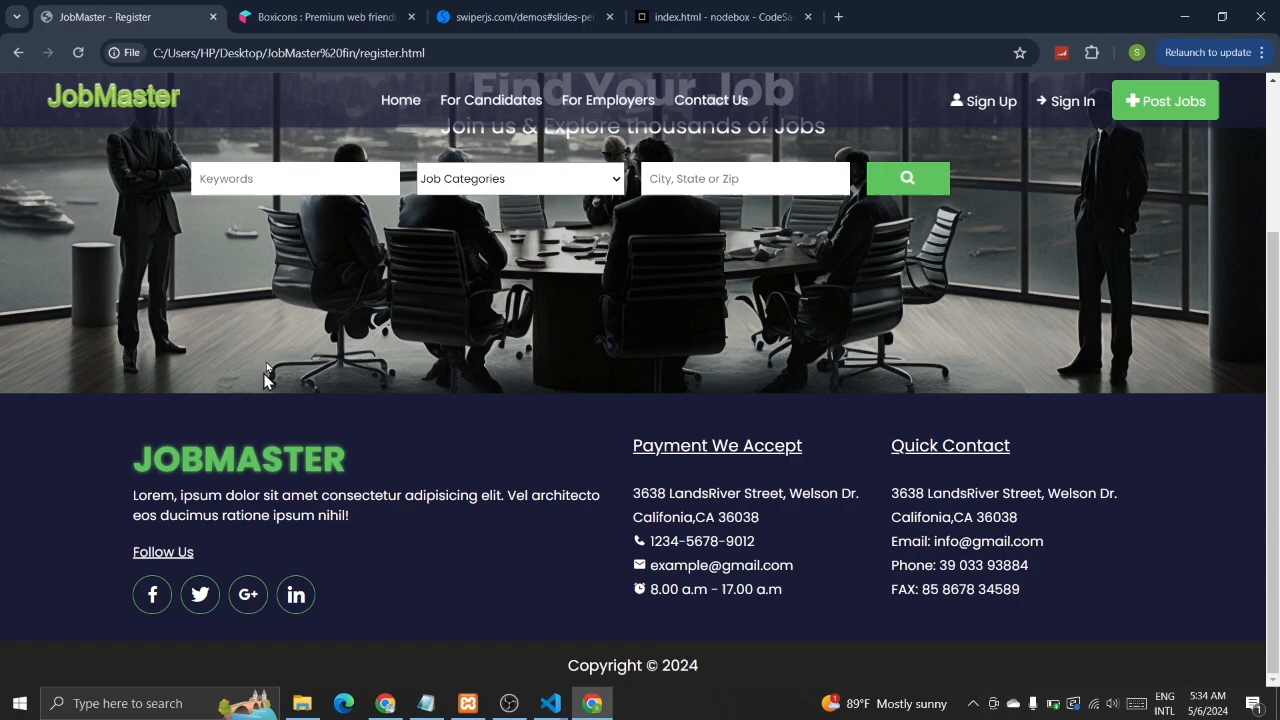 JobMaster - Register
Boxicons : Premium web friendl
swiperjs.com/demos#slides-per
index.html - nodebox - CodeSa
File
C:/Users/HP/Desktop/JobMaster%20fin/register.html
S
Relaunch to update
JobMaster
Home
For Candidates
For Employers
Contact Us
Sign Up
Sign In
Post Jobs
Find Your Job
Join us & Explore thousands of Jobs
Keywords
Job Categories
City, State or Zip
JOBMASTER
Lorem, ipsum dolor sit amet consectetur adipisicing elit. Vel architecto
eos ducimus ratione ipsum nihil!
Follow Us
Payment We Accept
3638 LandsRiver Street, Welson Dr.
Califonia,CA 36038
1234-5678-9012
example@gmail.com
8.00 a.m - 17.00 a.m
Quick Contact
3638 LandsRiver Street, Welson Dr.
Califonia,CA 36038
Email: info@gmail.com
Phone: 39 033 93884
FAX: 85 8678 34589
Copyright © 2024
Type here to search
89°F Mostly sunny
ENG
INTL
5:34 AM
5/6/2024